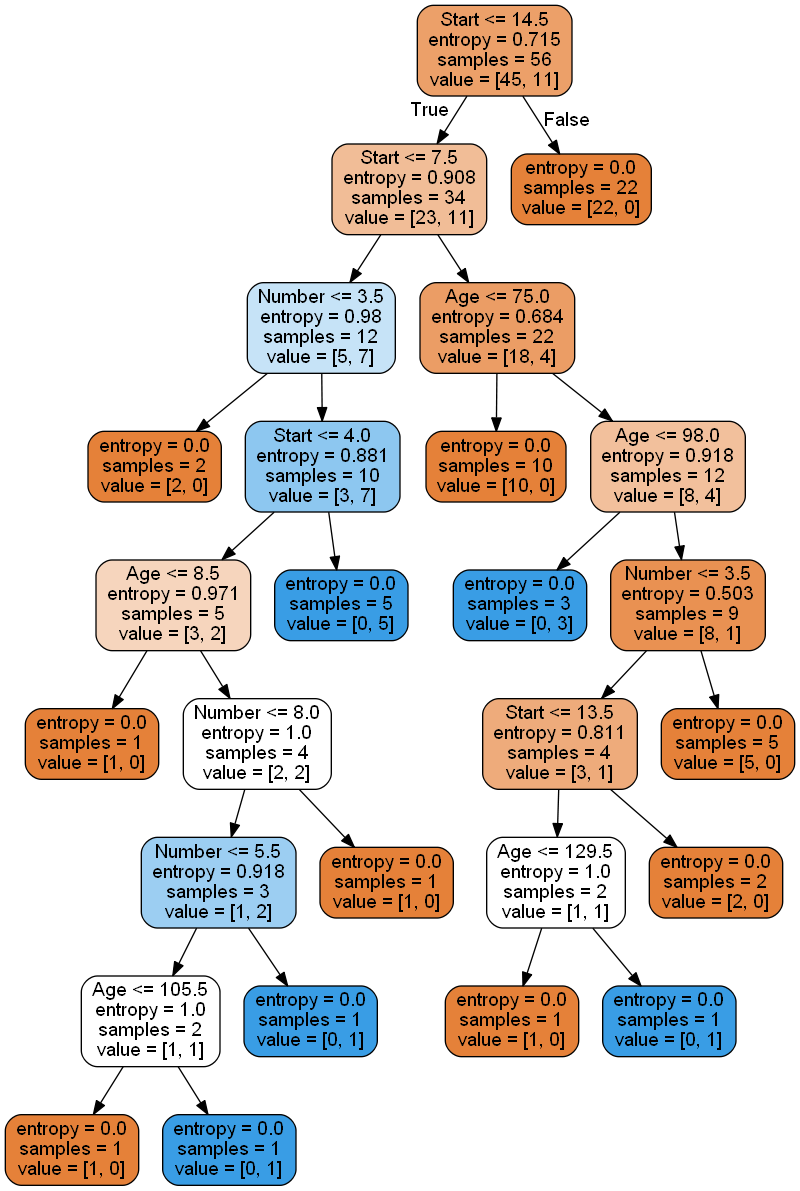 Start <= 14.5
entropy = 0.715
samples = 56
value = [45, 11]
True
False
Start <= 7.5
entropy = 0.908
samples = 34
value = [23, 11]
entropy = 0.0
samples = 22
value = [22, 0]
Number <= 3.5
entropy = 0.98
samples = 12
value = [5, 7]
Age <= 75.0
entropy = 0.684
samples = 22
value = [18, 4]
entropy = 0.0
samples = 2
value = [2, 0]
Start <= 4.0
entropy = 0.881
samples = 10
value = [3, 7]
entropy = 0.0
samples = 10
value = [10, 0]
Age <= 98.0
entropy = 0.918
samples = 12
value = [8, 4]
Age <= 8.5
entropy = 0.971
samples = 5
value = [3, 2]
entropy = 0.0
samples = 5
value = [0, 5]
entropy = 0.0
samples = 3
value = [0, 3]
Number <= 3.5
entropy = 0.503
samples = 9
value = [8, 1]
entropy = 0.0
samples = 1
value = [1, 0]
Number <= 8.0
entropy = 1.0
samples = 4
value = [2, 2]
Start <= 13.5
entropy = 0.811
samples = 4
value = [3, 1]
entropy = 0.0
samples = 5
value = [5, 0]
Number <= 5.5
entropy = 0.918
samples = 3
value = [1, 2]
entropy = 0.0
samples = 1
value = [1, 0]
Age <= 129.5
entropy = 1.0
samples = 2
value = [1, 1]
entropy = 0.0
samples = 2
value = [2, 0]
Age <= 105.5
entropy = 1.0
samples = 2
value = [1, 1]
entropy = 0.0
samples = 1
value = [0, 1]
entropy = 0.0
samples = 1
value = [1, 0]
entropy = 0.0
samples = 1
value = [0, 1]
entropy = 0.0
samples = 1
value = [1, 0]
entropy = 0.0
samples = 1
value = [0, 1]